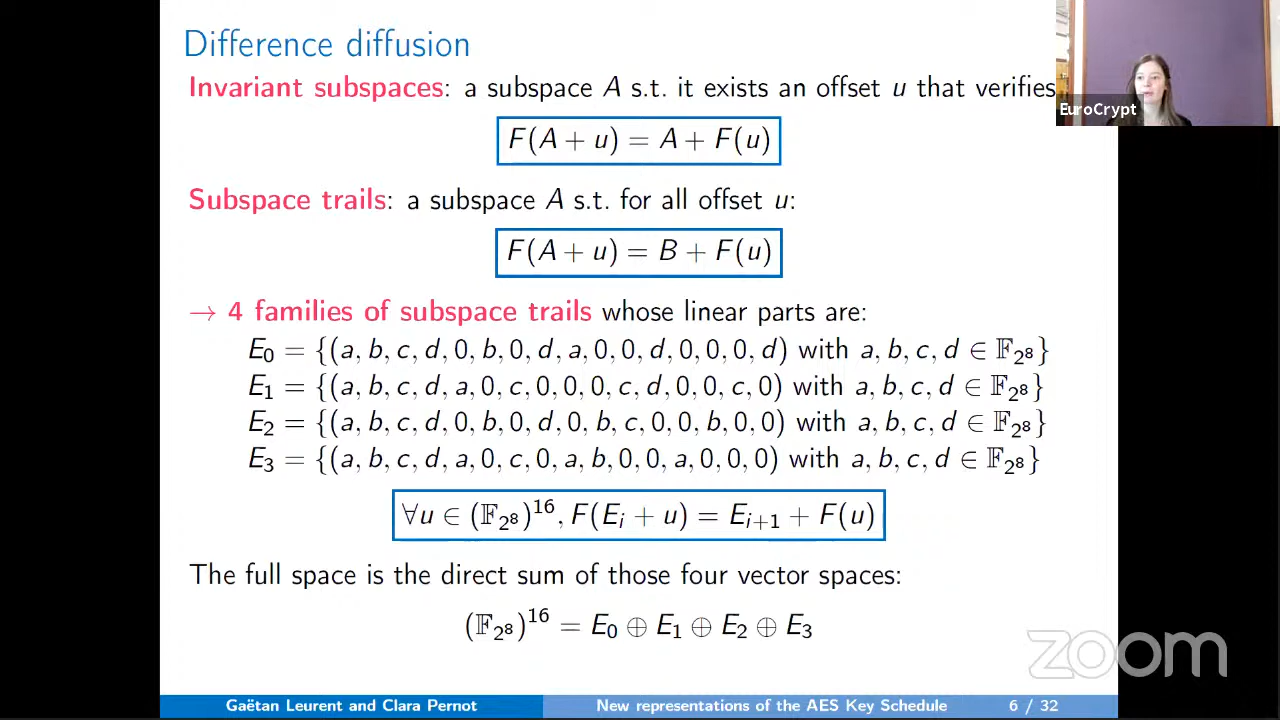 Difference diffusion
Invariant subspaces: a subspace A s.t. it exists an offset u that verifies
EuroCrypt
F(A + u) = A + F(u)
Subspace trails: a subspace A s.t. for all offset u:
F(A + u) = B + F(u)
→ 4 families of subspace trails whose linear parts are:
E₀ = {(a, b, c, d, 0, b, 0, d, a, 0, 0, d, 0, 0, 0, d) with a, b, c, d ∈ 𝔽₂⁸}
E₁ = {(a, b, c, d, a, 0, c, 0, 0, 0, c, d, 0, 0, c, 0) with a, b, c, d ∈ 𝔽₂⁸}
E₂ = {(a, b, c, d, 0, b, 0, d, 0, b, c, 0, 0, b, 0, 0) with a, b, c, d ∈ 𝔽₂⁸}
E₃ = {(a, b, c, d, a, 0, c, 0, a, b, 0, 0, a, 0, 0, 0) with a, b, c, d ∈ 𝔽₂⁸}
∀u ∈ (𝔽₂⁸)¹⁶, F(Eᵢ + u) = Eᵢ₊₁ + F(u)
The full space is the direct sum of those four vector spaces:
(𝔽₂⁸)¹⁶ = E₀ ⊕ E₁ ⊕ E₂ ⊕ E₃
zoom
Gaëtan Leurent and Clara Pernot New representations of the AES Key Schedule 6 / 32